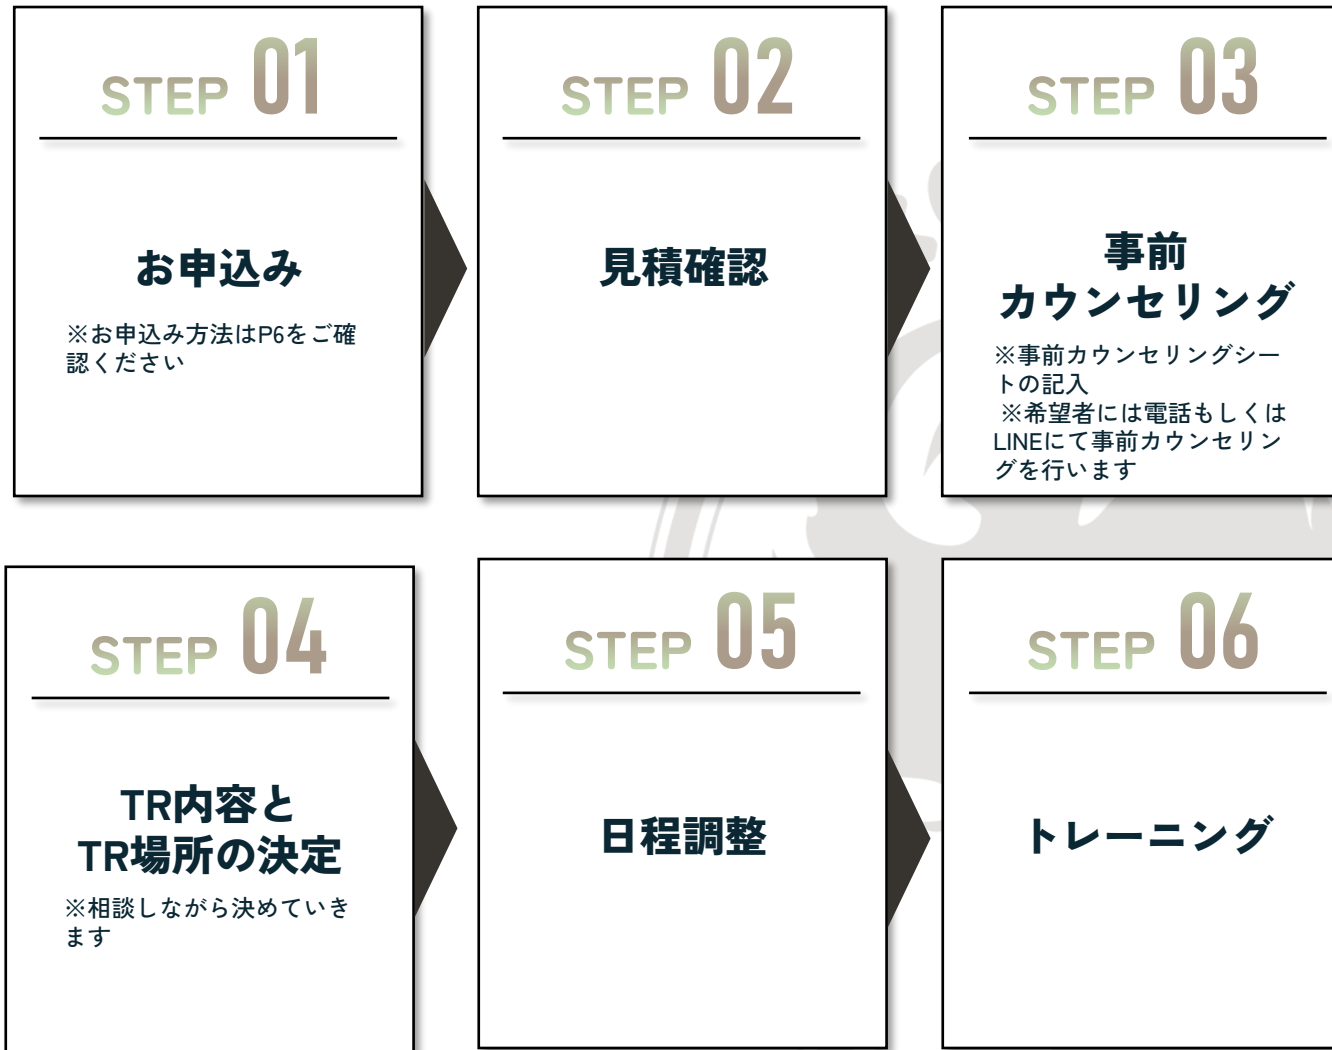 STEP 01
お申込み
※お申込み方法はP6をご確
認ください
STEP 02
見積確認
STEP 03
事前
カウンセリング
※事前カウンセリングシー
トの記入
※希望者には電話もしくは
LINEにて事前カウンセリン
グを行います
STEP 04
TR内容と
TR場所の決定
※相談しながら決めていき
ます
STEP 05
日程調整
STEP 06
トレーニング